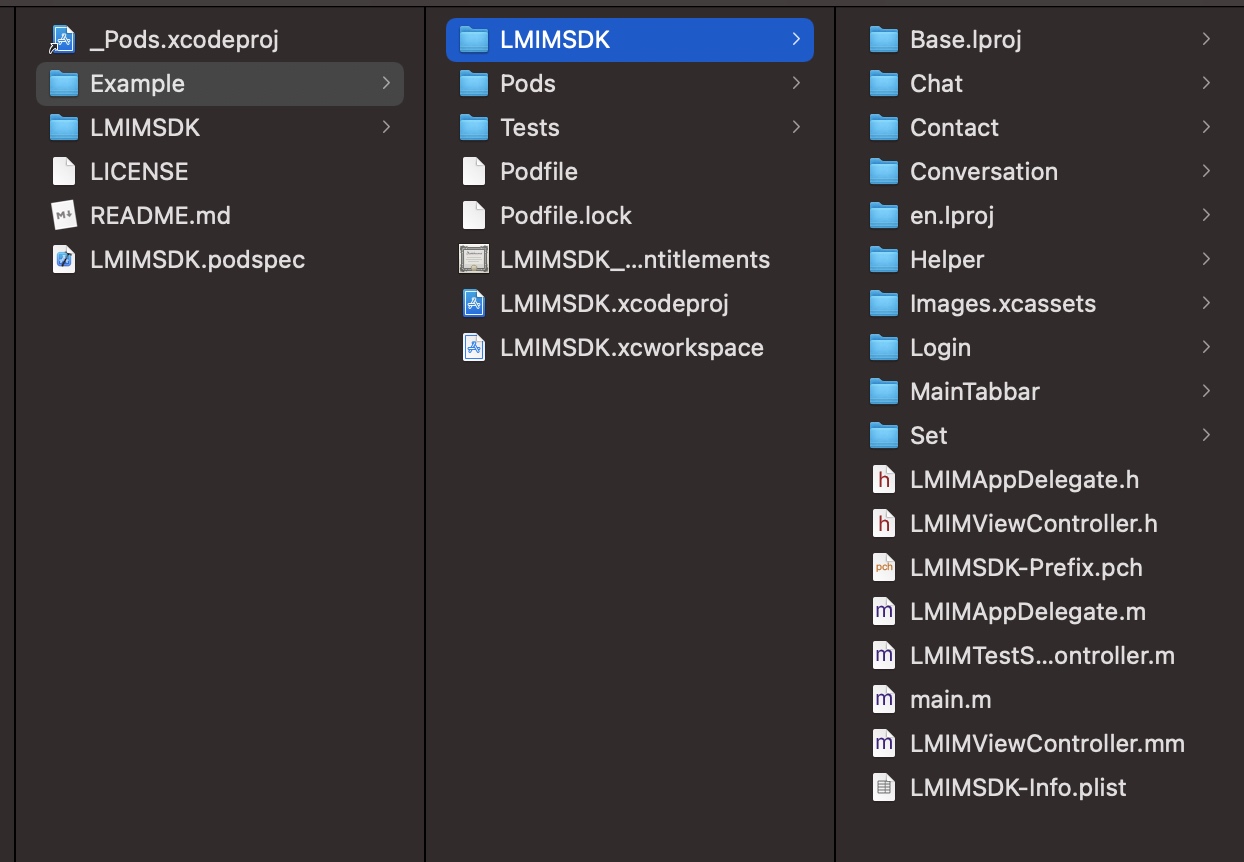 _Pods.xcodeproj
Example
LMIMSDK
LICENSE
README.md
LMIMSDK.podspec
LMIMSDK
Pods
Tests
Podfile
Podfile.lock
LMIMSDK_...ntitlements
LMIMSDK.xcodeproj
LMIMSDK.xcworkspace
Base.lproj
Chat
Contact
Conversation
en.lproj
Helper
Images.xcassets
Login
MainTabbar
Set
h LMIMAppDelegate.h
h LMIMViewController.h
pch LMIMSDK-Prefix.pch
m LMIMAppDelegate.m
m LMIMTestS...ontroller.m
m main.m
m LMIMViewController.mm
LMIMSDK-Info.plist